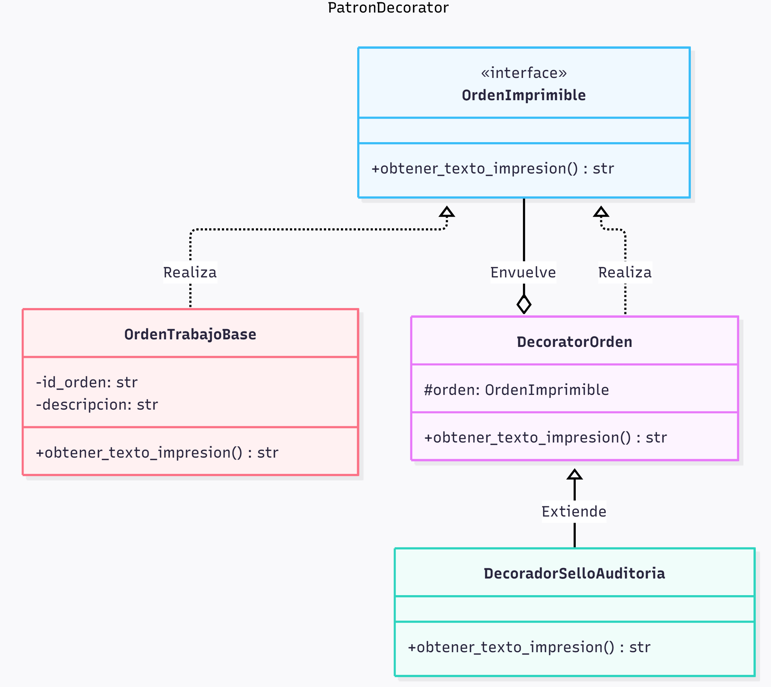 PatronDecorator
«interface»
OrdenImprimible
+obtener_texto_impresion() : str
Realiza
Envuelve
Realiza
OrdenTrabajoBase
-id_orden: str
-descripcion: str
+obtener_texto_impresion() : str
DecoratorOrden
#orden: OrdenImprimible
+obtener_texto_impresion() : str
Extiende
DecoradorSelloAuditoria
+obtener_texto_impresion() : str